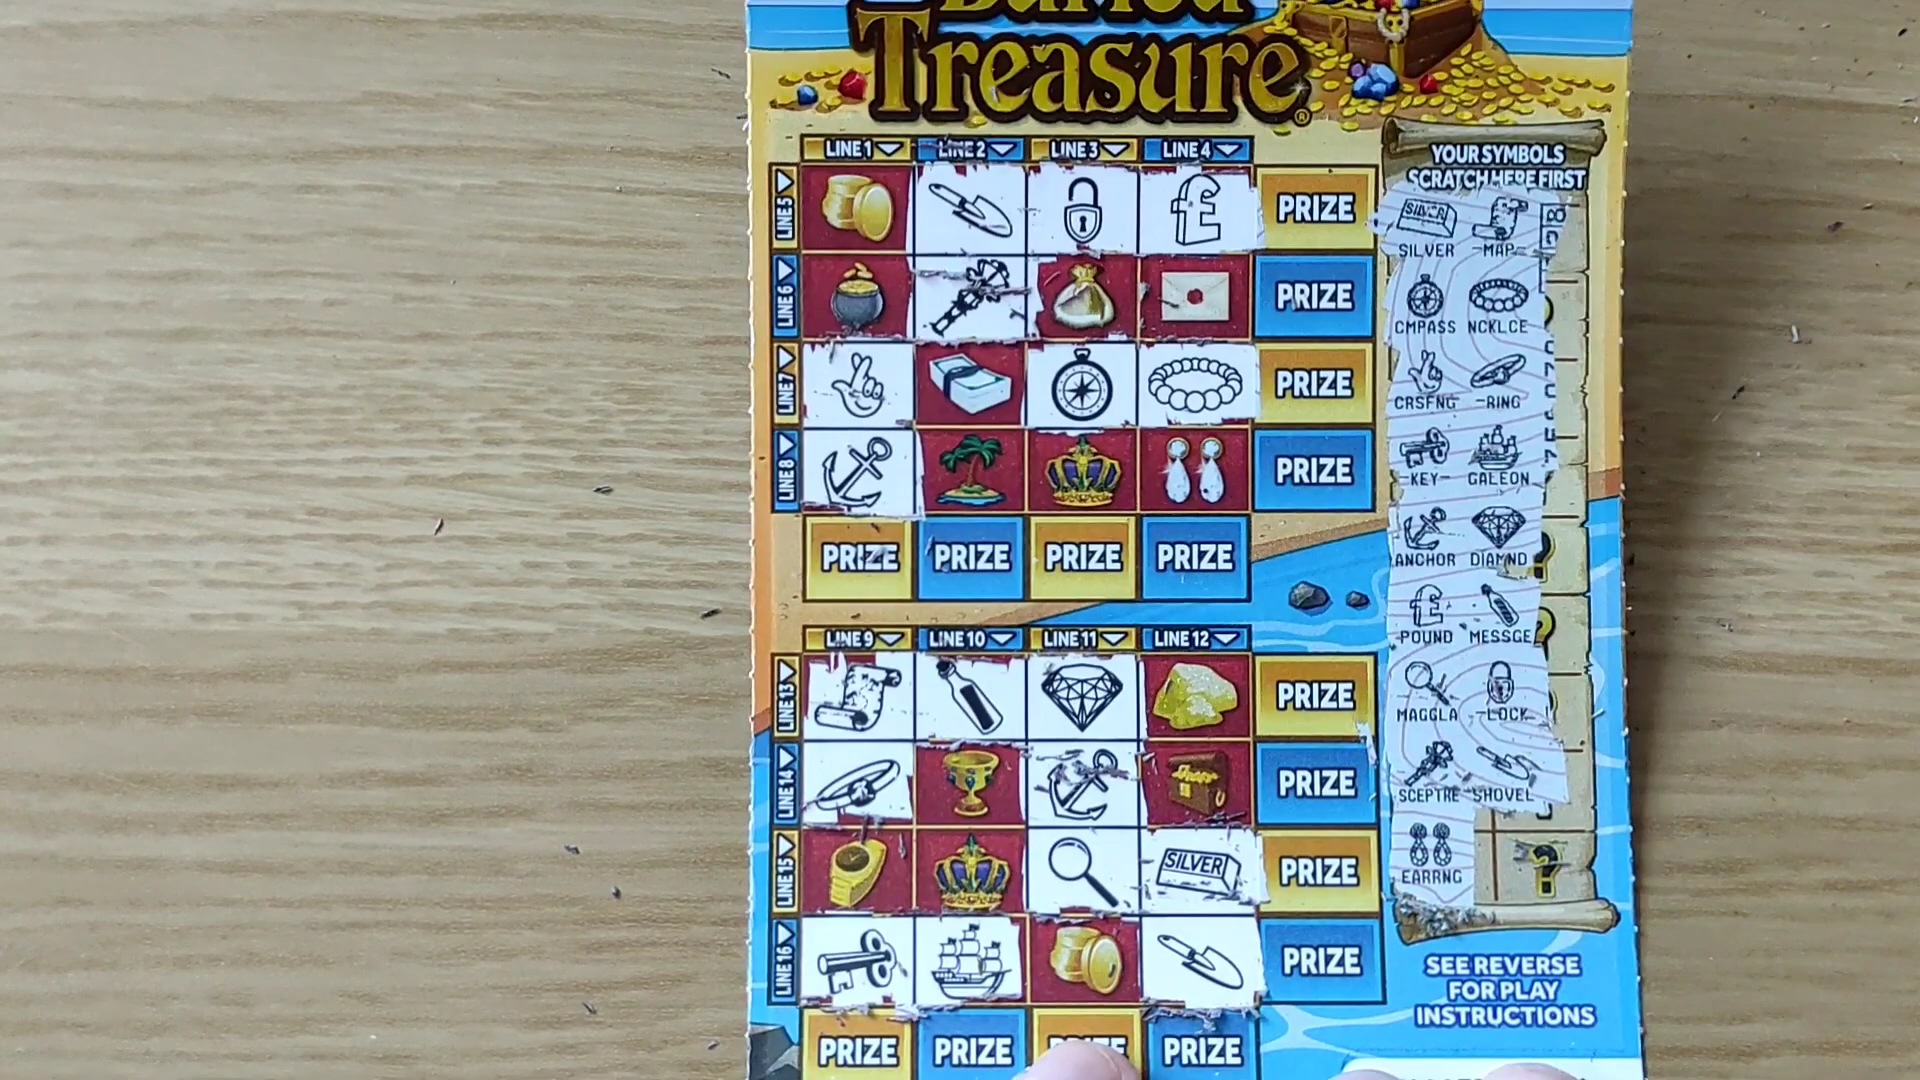 Buried
Treasure
LINE 1 LINE 2 LINE 3 LINE 4
YOUR SYMBOLS
SCRATCH HERE FIRST
LINE 5
£
PRIZE
SILVER
SILVER MAP
LINE 6
PRIZE
CMPASS NCKLCE
LINE 7
PRIZE
CRSFNG RING
LINE 8
PRIZE
KEY GALEON
PRIZE PRIZE PRIZE PRIZE
ANCHOR DIAMND
?
£
POUND MESSGE
?
LINE 9 LINE 10 LINE 11 LINE 12
LINE 13
PRIZE
MAGGLA LOCK
LINE 14
PRIZE
SCEPTRE SHOVEL
LINE 15
SILVER
PRIZE
EARRNG
?
LINE 16
PRIZE
SEE REVERSE
FOR PLAY
INSTRUCTIONS
PRIZE PRIZE PRIZE PRIZE